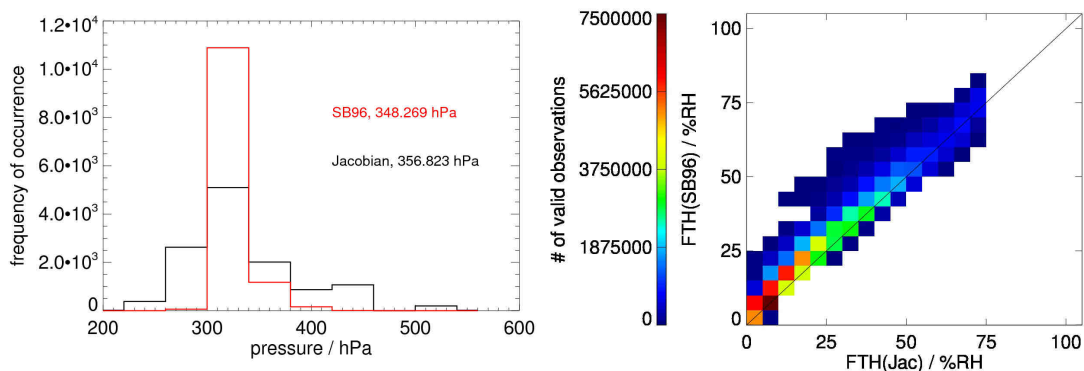 1.2•10⁴
1.0•10⁴
8.0•10³
6.0•10³
4.0•10³
2.0•10³
0
frequency of occurrence
SB96, 348.269 hPa
Jacobian, 356.823 hPa
200 300 400 500 600
pressure / hPa
7500000
5625000
3750000
1875000
0
# of valid observations
100
75
50
25
0
FTH(SB96) / %RH
0 25 50 75 100
FTH(Jac) / %RH